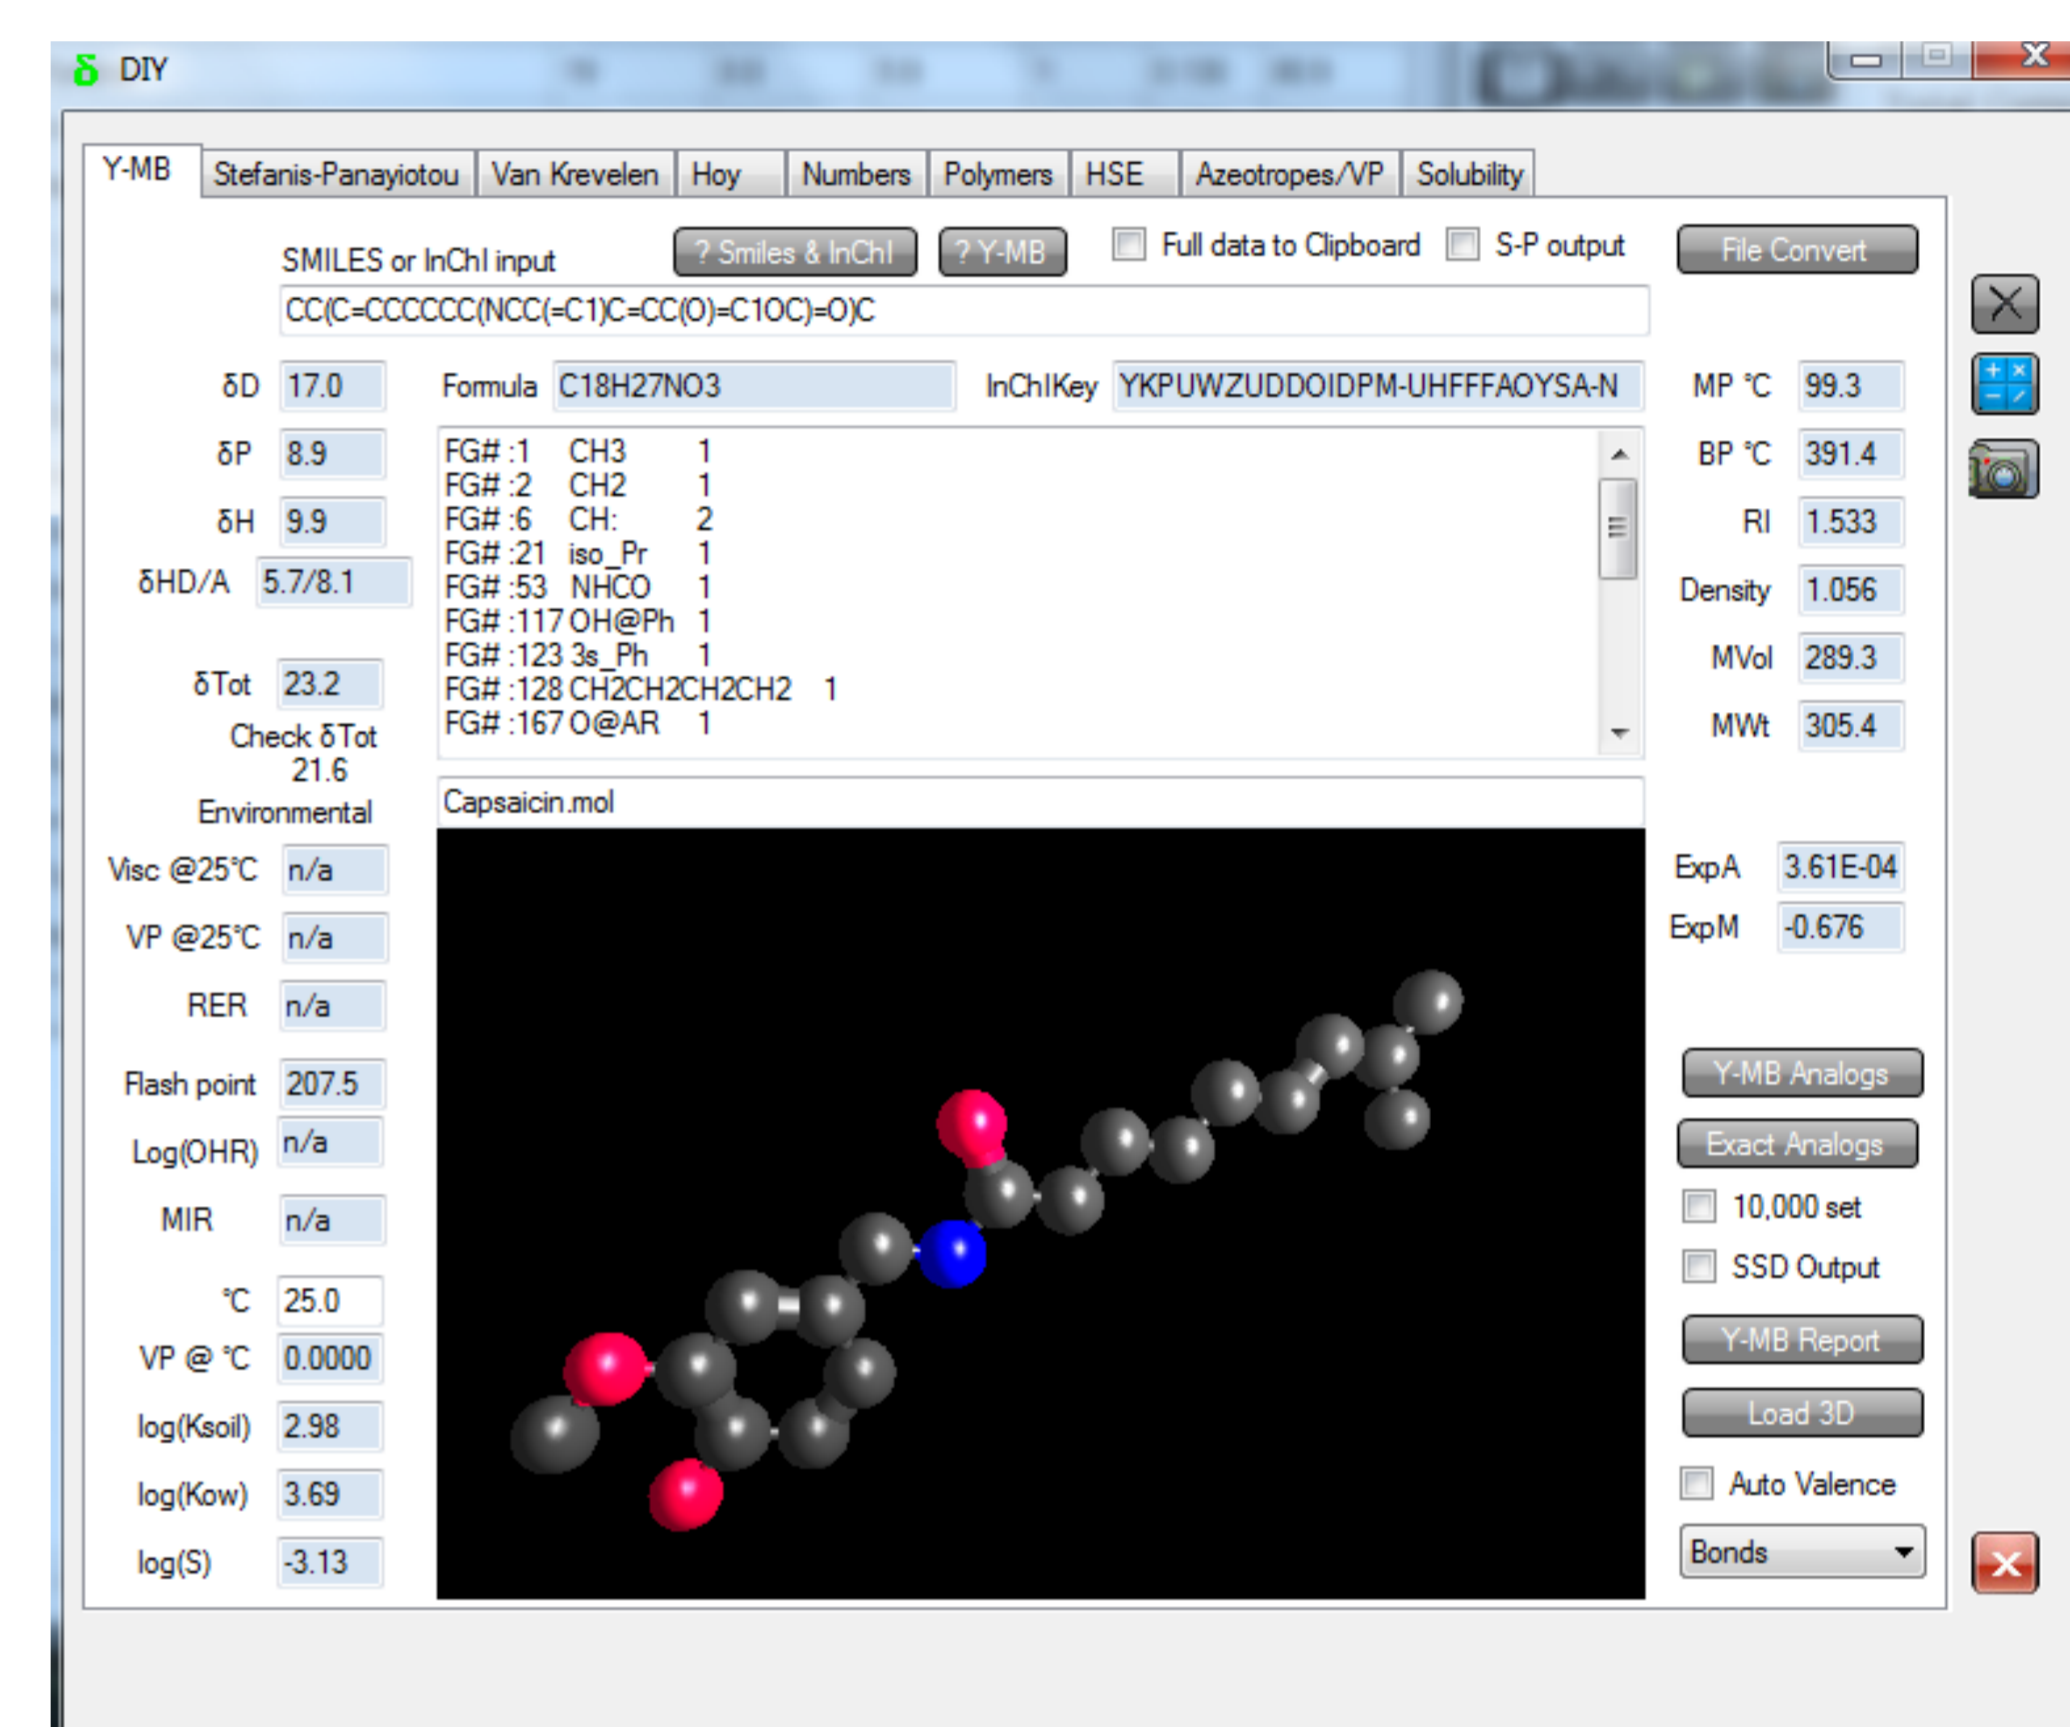 δ DIY
Y-MB Stefanis-Panayiotou Van Krevelen Hoy Numbers Polymers HSE Azeotropes/VP Solubility
SMILES or InChI input ? Smiles & InChI ? Y-MB Full data to Clipboard S-P output File Convert
CC(C=CCCCCC(NCC(=C1)C=CC(O)=C1OC)=O)C
δD 17.0 Formula C18H27NO3 InChIKey YKPUWZUDDOIDPM-UHFFFAOYSA-N MP °C 99.3
δP 8.9
δH 9.9
δHD/A 5.7/8.1
δTot 23.2
Check δTot
21.6
FG# :1 CH3 1
FG# :2 CH2 1
FG# :6 CH: 2
FG# :21 iso_Pr 1
FG# :53 NHCO 1
FG# :117 OH@Ph 1
FG# :123 3s_Ph 1
FG# :128 CH2CH2CH2CH2 1
FG# :167 O@AR 1
BP °C 391.4
RI 1.533
Density 1.056
MVol 289.3
MWt 305.4
Environmental
Capsaicin.mol
Visc @25°C n/a
VP @25°C n/a
RER n/a
Flash point 207.5
Log(OHR) n/a
MIR n/a
°C 25.0
VP @ °C 0.0000
log(Ksoil) 2.98
log(Kow) 3.69
log(S) -3.13
ExpA 3.61E-04
ExpM -0.676
Y-MB Analogs
Exact Analogs
10,000 set
SSD Output
Y-MB Report
Load 3D
Auto Valence
Bonds